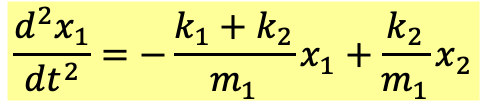 d²x₁/dt² = − (k₁ + k₂)/m₁ x₁ + k₂/m₁ x₂